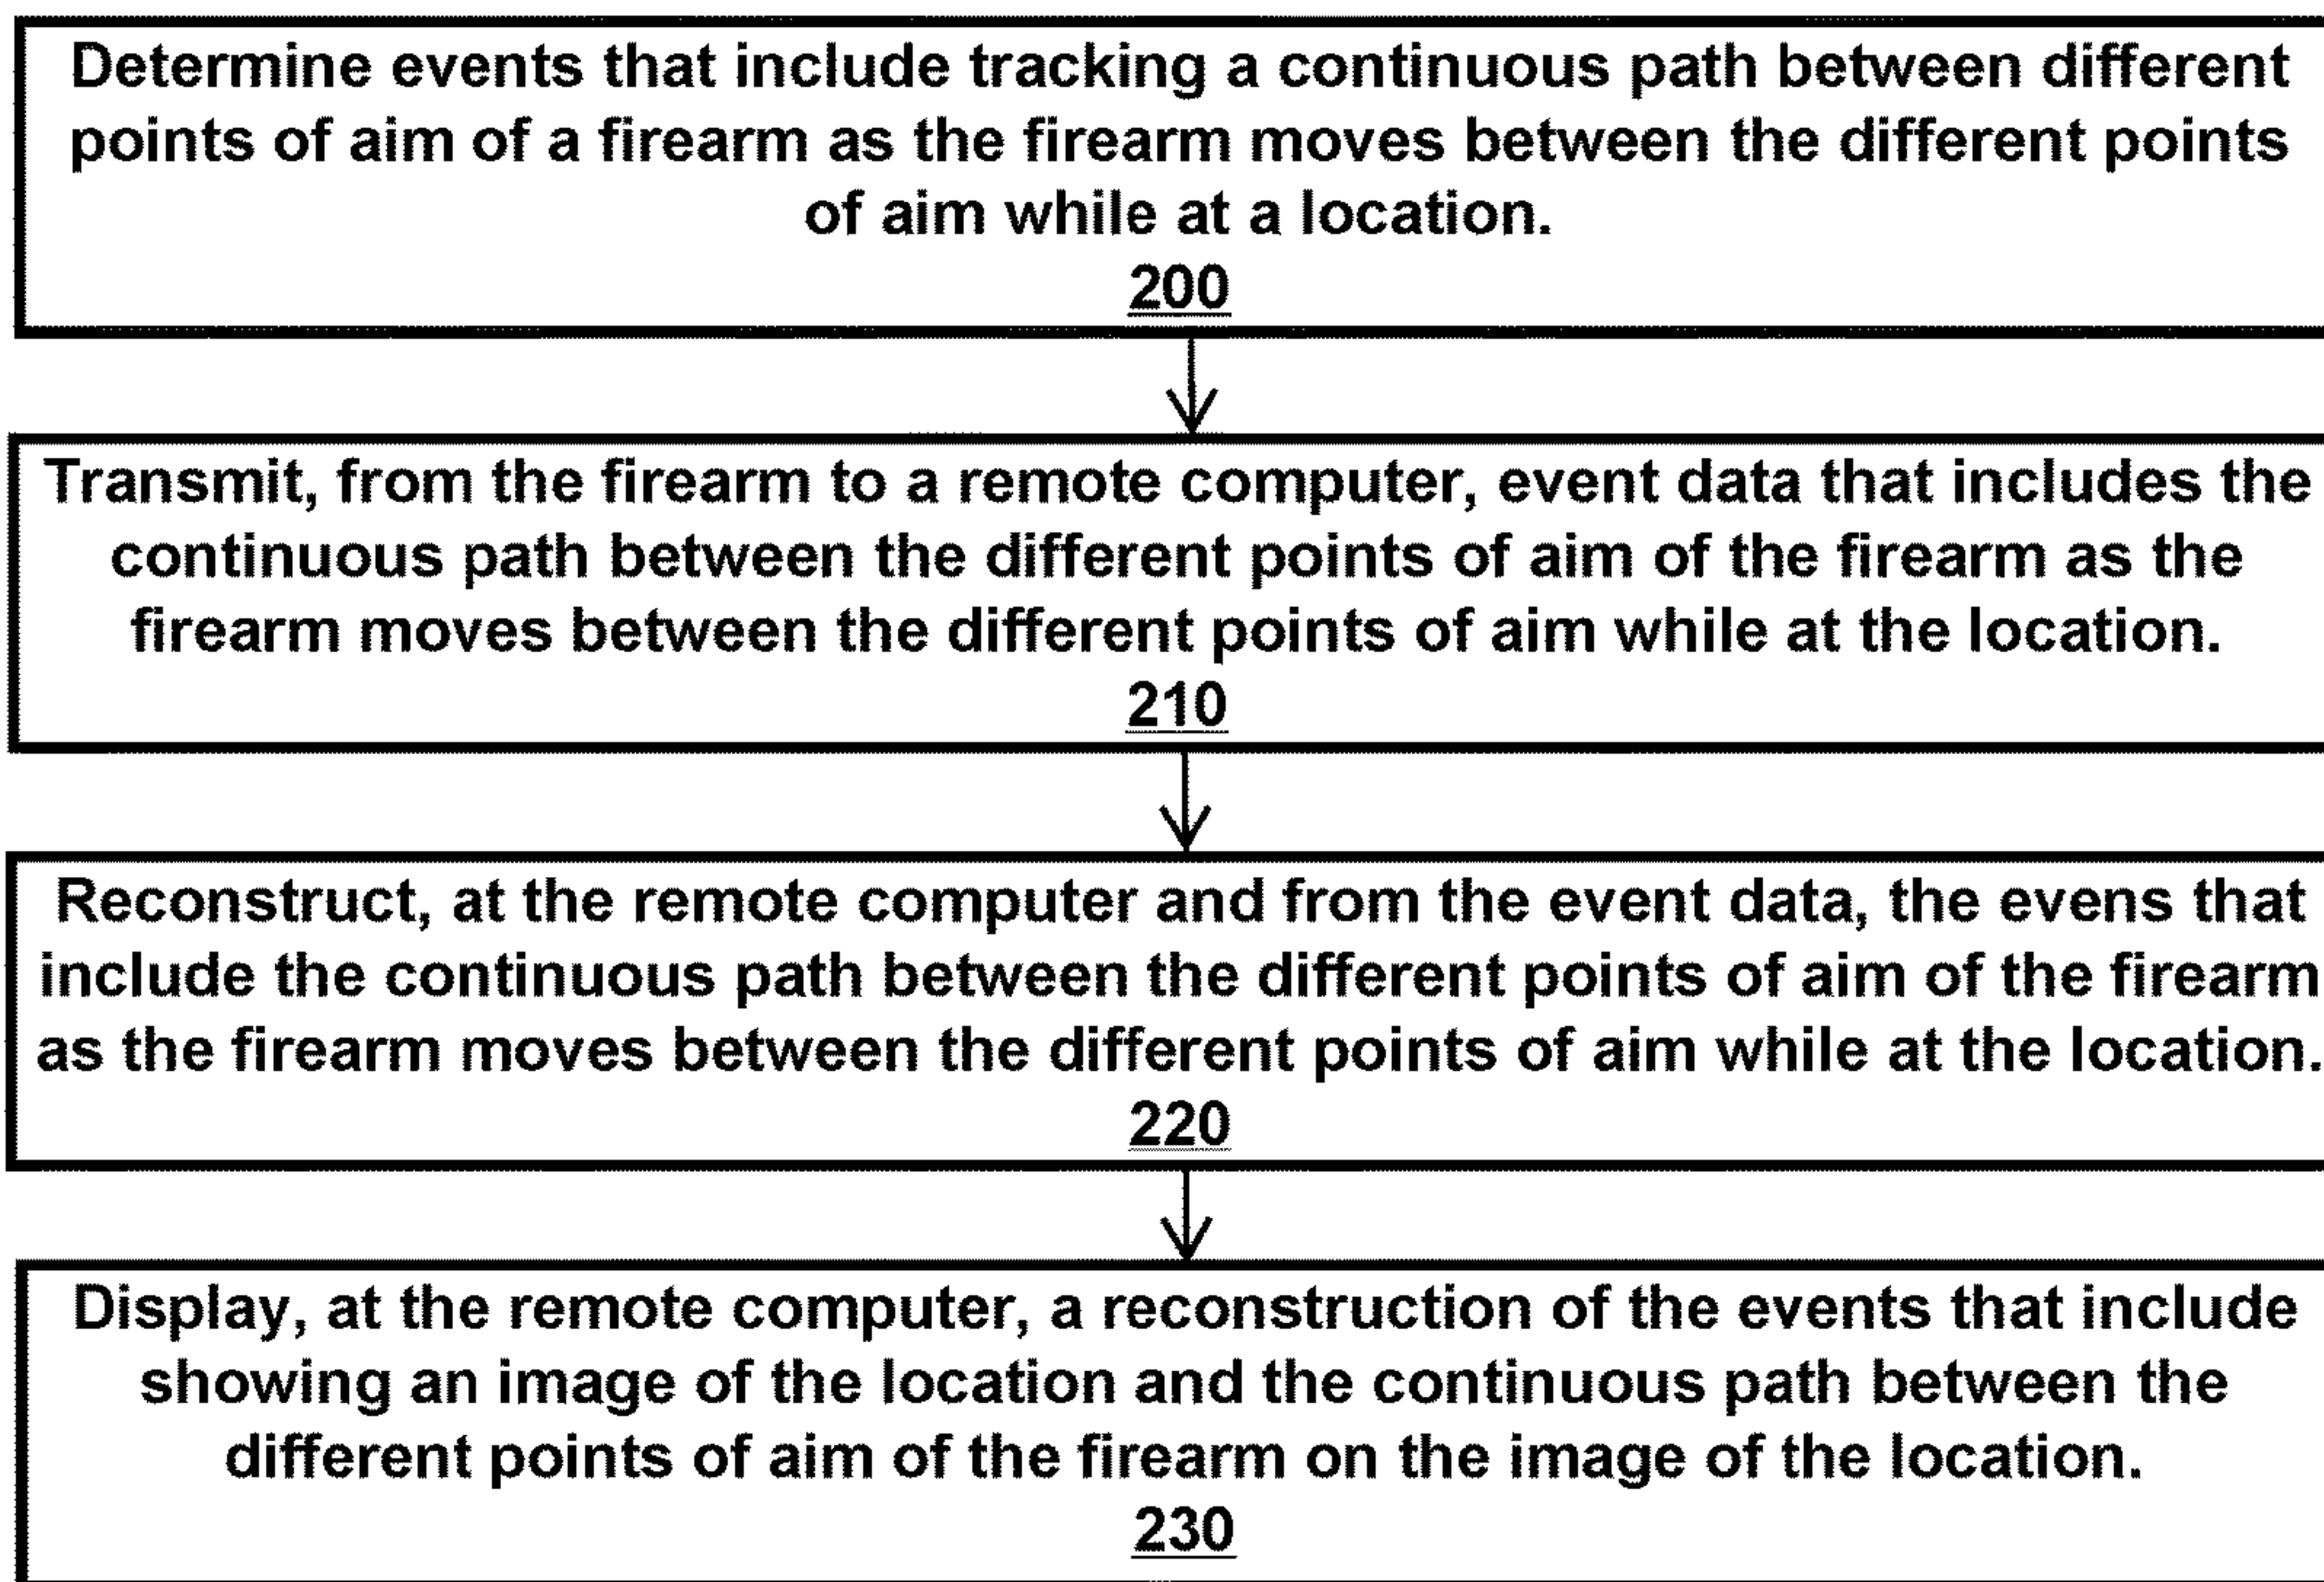 Determine events that include tracking a continuous path between different
points of aim of a firearm as the firearm moves between the different points
of aim while at a location.
200
Transmit, from the firearm to a remote computer, event data that includes the
continuous path between the different points of aim of the firearm as the
firearm moves between the different points of aim while at the location.
210
Reconstruct, at the remote computer and from the event data, the evens that
include the continuous path between the different points of aim of the firearm
as the firearm moves between the different points of aim while at the location.
220
Display, at the remote computer, a reconstruction of the events that include
showing an image of the location and the continuous path between the
different points of aim of the firearm on the image of the location.
230